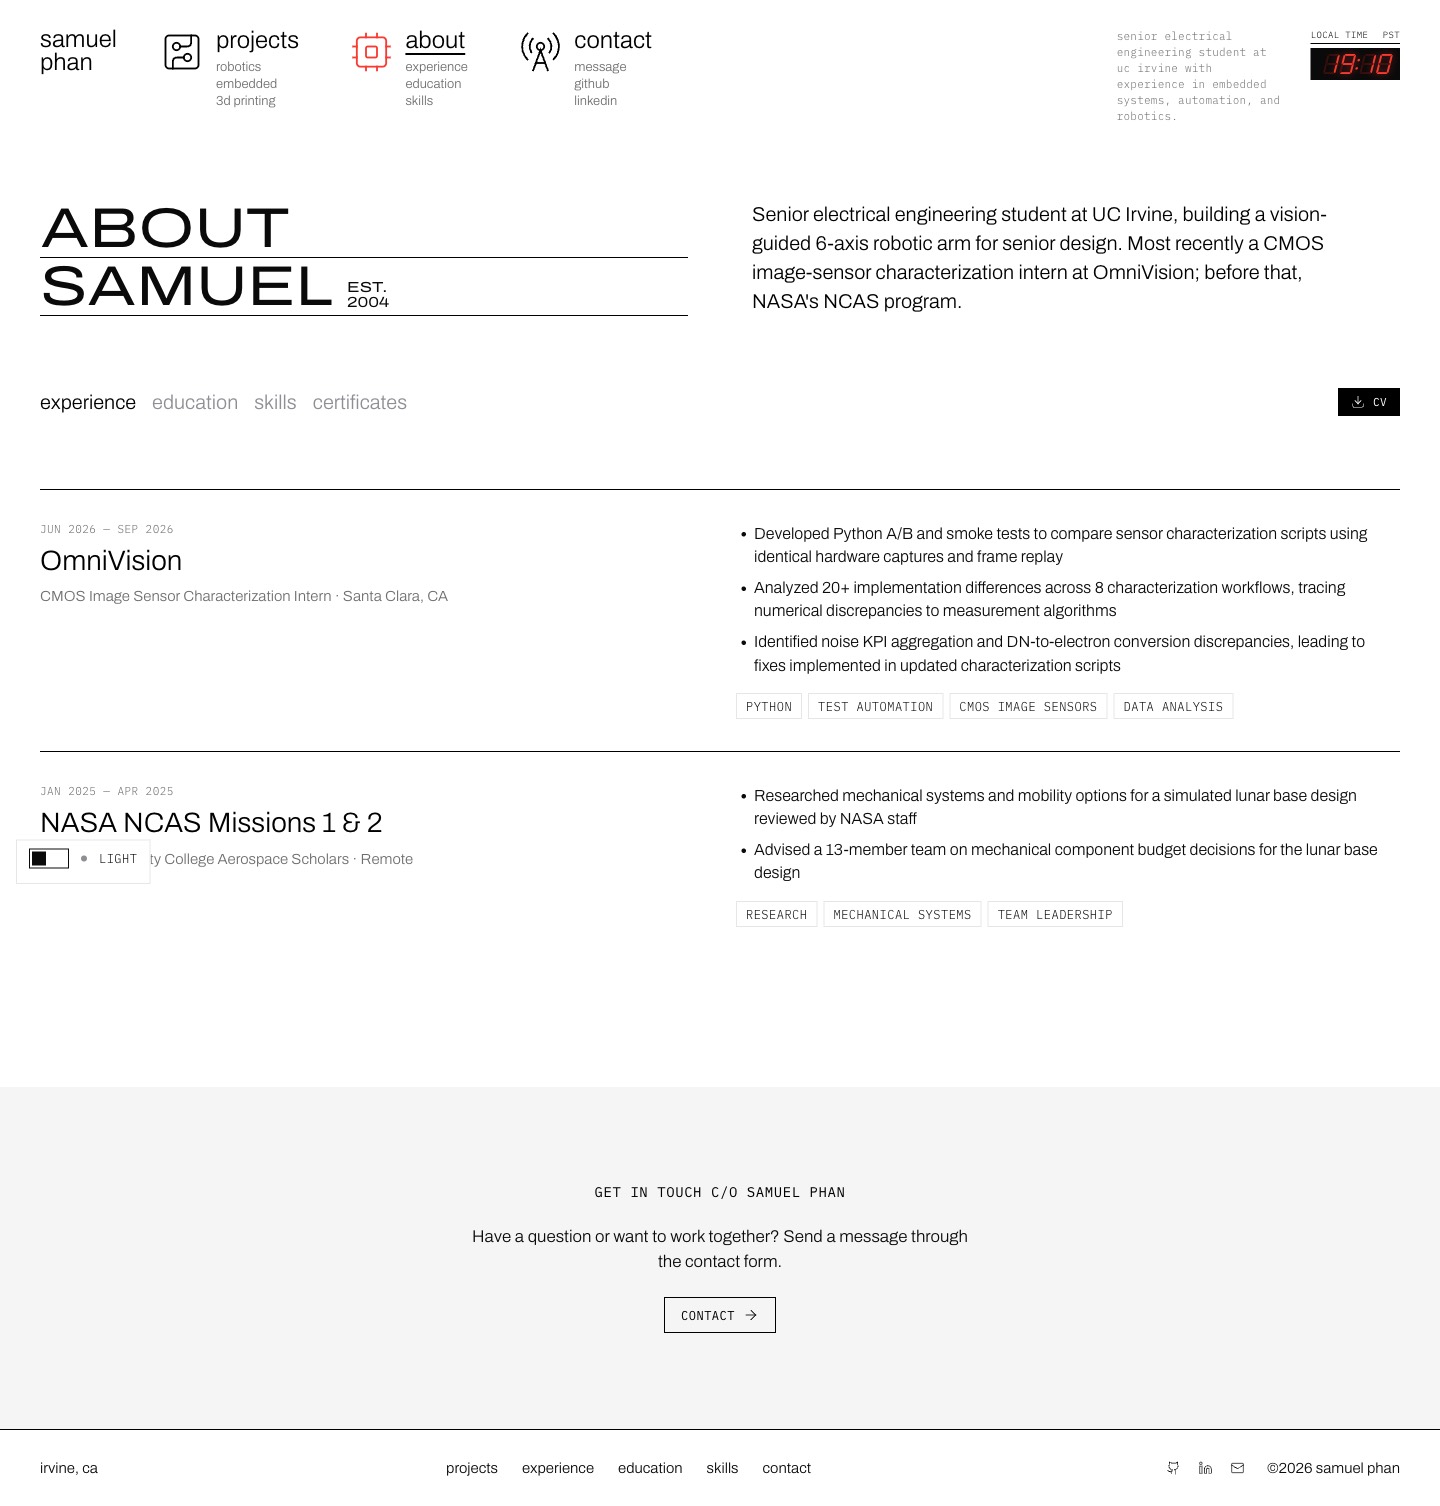 samuel
phan
projects
robotics
embedded
3d printing
about
experience
education
skills
contact
message
github
linkedin
senior electrical
engineering student at
uc irvine with
experience in embedded
systems, automation, and
robotics.
LOCAL TIME PST
19:10
ABOUT
SAMUEL EST.
2004
Senior electrical engineering student at UC Irvine, building a vision-
guided 6-axis robotic arm for senior design. Most recently a CMOS
image-sensor characterization intern at OmniVision; before that,
NASA's NCAS program.
experience education skills certificates
CV
JUN 2026 — SEP 2026
OmniVision
CMOS Image Sensor Characterization Intern · Santa Clara, CA
• Developed Python A/B and smoke tests to compare sensor characterization scripts using
identical hardware captures and frame replay
• Analyzed 20+ implementation differences across 8 characterization workflows, tracing
numerical discrepancies to measurement algorithms
• Identified noise KPI aggregation and DN-to-electron conversion discrepancies, leading to
fixes implemented in updated characterization scripts
PYTHON TEST AUTOMATION CMOS IMAGE SENSORS DATA ANALYSIS
JAN 2025 — APR 2025
NASA NCAS Missions 1 & 2
LIGHT
ty College Aerospace Scholars · Remote
• Researched mechanical systems and mobility options for a simulated lunar base design
reviewed by NASA staff
• Advised a 13-member team on mechanical component budget decisions for the lunar base
design
RESEARCH MECHANICAL SYSTEMS TEAM LEADERSHIP
GET IN TOUCH C/O SAMUEL PHAN
Have a question or want to work together? Send a message through
the contact form.
CONTACT →
irvine, ca
projects experience education skills contact
©2026 samuel phan